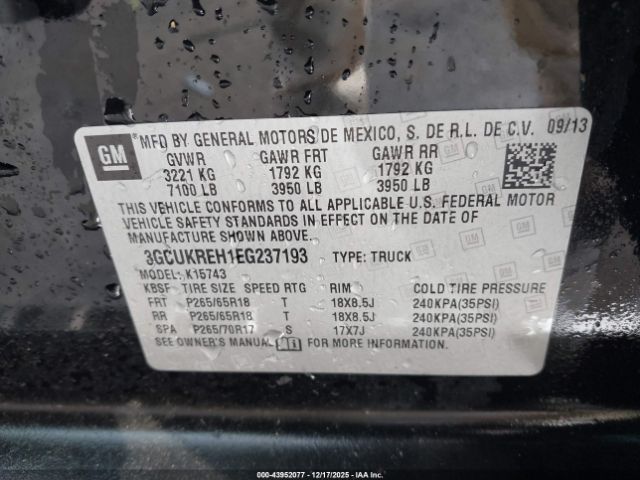 GM
® MFD BY GENERAL MOTORS DE MEXICO, S. DE R.L. DE C.V. 09/13
GVWR GAWR FRT GAWR RR
3221 KG 1792 KG 1792 KG
7100 LB 3950 LB 3950 LB
THIS VEHICLE CONFORMS TO ALL APPLICABLE U.S. FEDERAL MOTOR
VEHICLE SAFETY STANDARDS IN EFFECT ON THE DATE OF
MANUFACTURE SHOWN ABOVE.
3GCUKREH1EG237193 TYPE: TRUCK
MODEL: K15743
KBSF TIRE SIZE SPEED RTG RIM COLD TIRE PRESSURE
FRT P265/65R18 T 18X8.5J 240KPA(35PSI)
RR P265/65R18 T 18X8.5J 240KPA(35PSI)
SPA P265/70R17 S 17X7J 240KPA(35PSI)
SEE OWNER'S MANUAL FOR MORE INFORMATION.
000-43952077 — 12/17/2025 — IAAI.COM